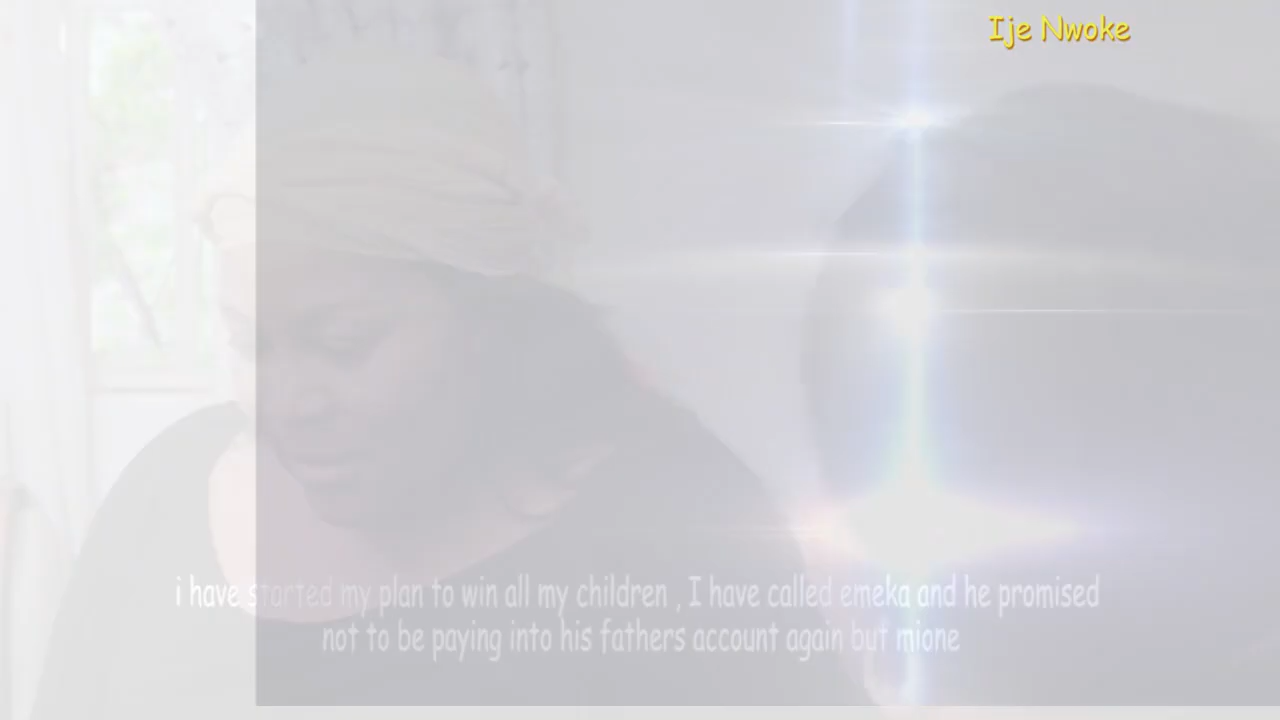 Ije Nwoke
i have started my plan to win all my children , I have called emeka and he promised
not to be paying into his fathers account again but mione